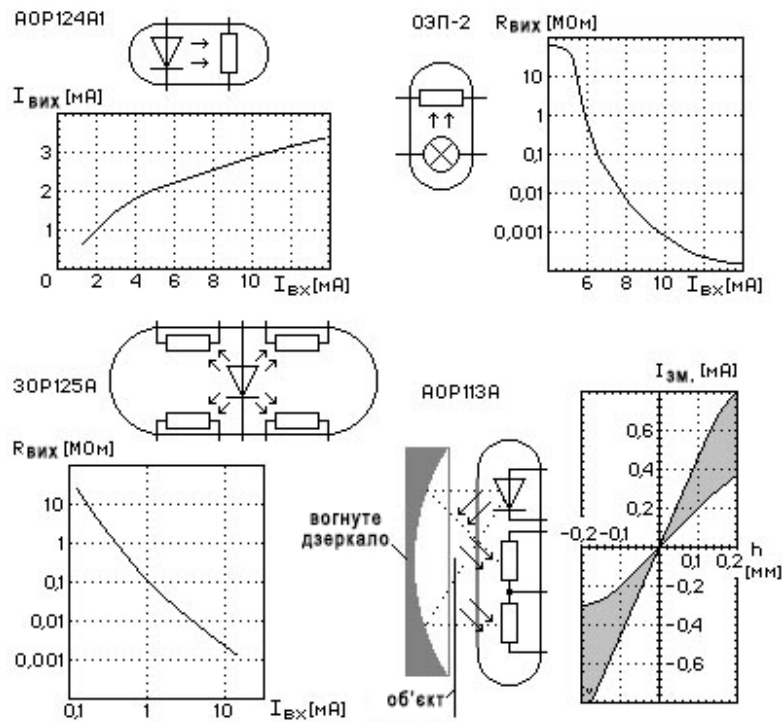 АОР124А1
IВИХ [мА]
3
2
1
0 2 4 6 8 10 IВХ[мА]
ОЭП-2
RВИХ [МОм]
10
1
0,1
0,01
0,001
4 6 8 10 IВХ[мА]
ЗОР125А
RВИХ [МОм]
10
1
0,1
0,01
0,001
0,1 1 10 IВХ[мА]
АОР113А
вогнуте
дзеркало
об'єкт
Iзм. [мА]
0,6
0,4
0,2
-0,2-0,1
0,1 0,2
h
[мм]
-0,2
-0,4
-0,6